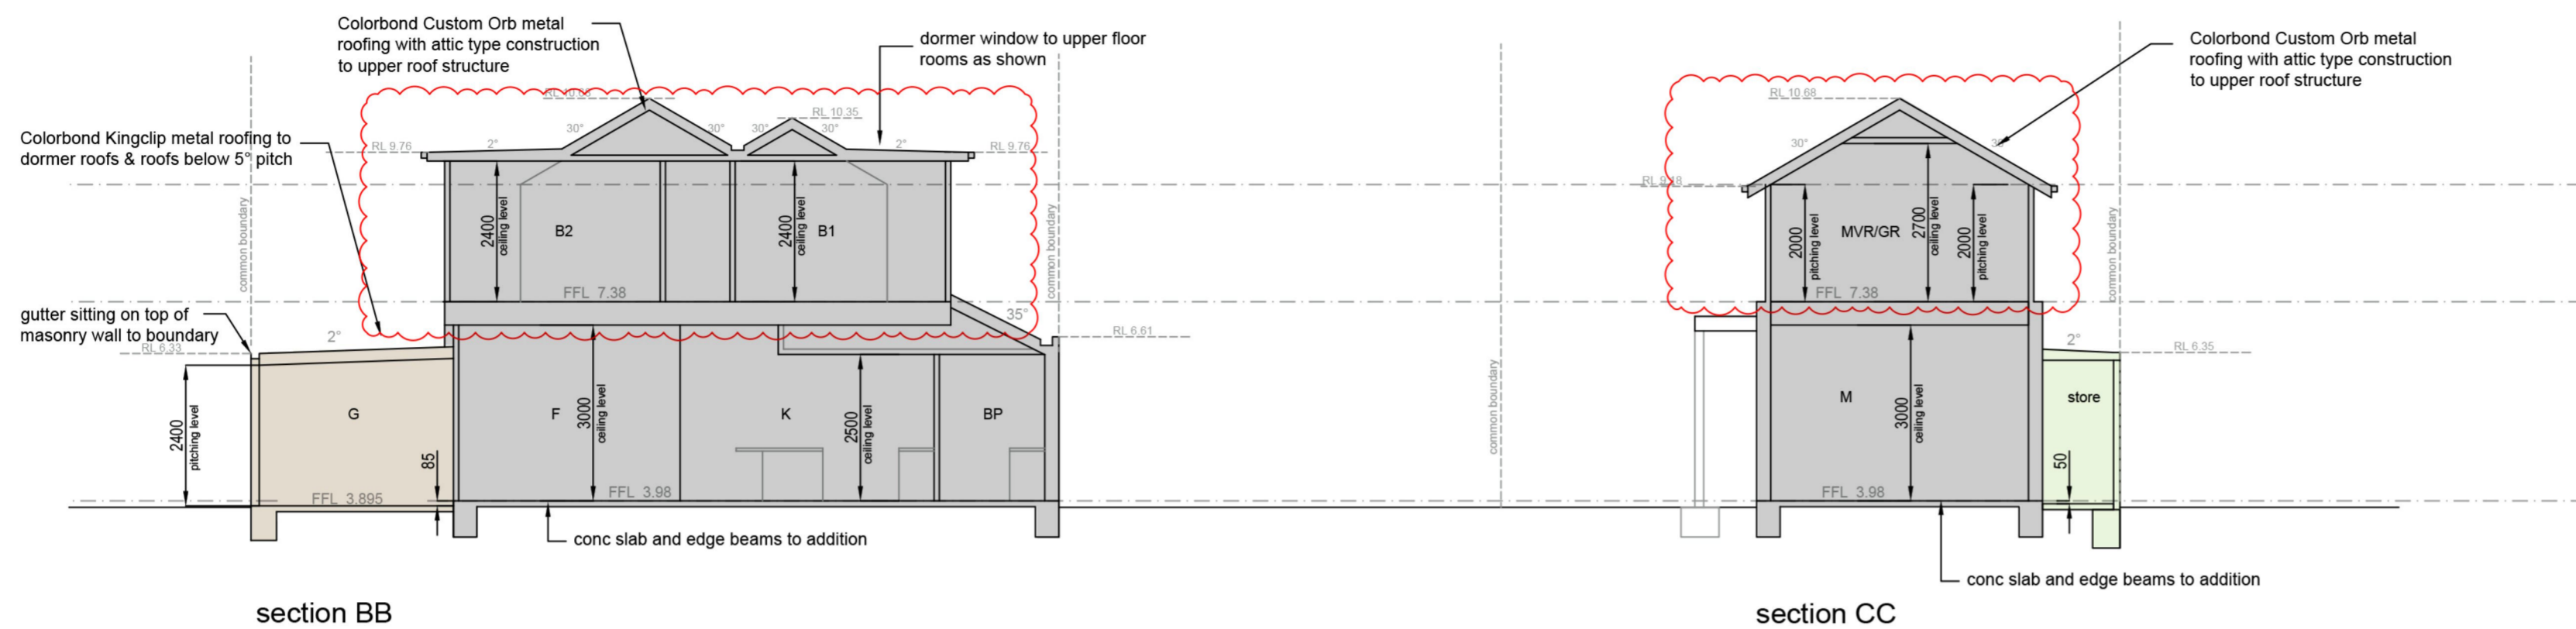 Colorbond Custom Orb metal
roofing with attic type construction
to upper roof structure
dormer window to upper floor
rooms as shown
Colorbond Kingclip metal roofing to
dormer roofs & roofs below 5° pitch
gutter sitting on top of
masonry wall to boundary
common boundary
RL 10.35
30°
30°
30°
30°
2°
2°
RL 9.76
RL 9.76
2400
ceiling level
B2
2400
ceiling level
B1
FFL 7.38
common boundary
35°
RL 6.61
2°
RL 6.33
2400
pitching level
G
85
FFL 3.895
F
3000
ceiling level
K
2500
ceiling level
BP
FFL 3.98
conc slab and edge beams to addition
section BB
Colorbond Custom Orb metal
roofing with attic type construction
to upper roof structure
RL 10.68
30°
RL 9.18
common boundary
2000
pitching level
MVR/GR
2700
ceiling level
2000
pitching level
FFL 7.38
common boundary
2°
RL 6.35
M
3000
ceiling level
store
50
FFL 3.98
conc slab and edge beams to addition
section CC